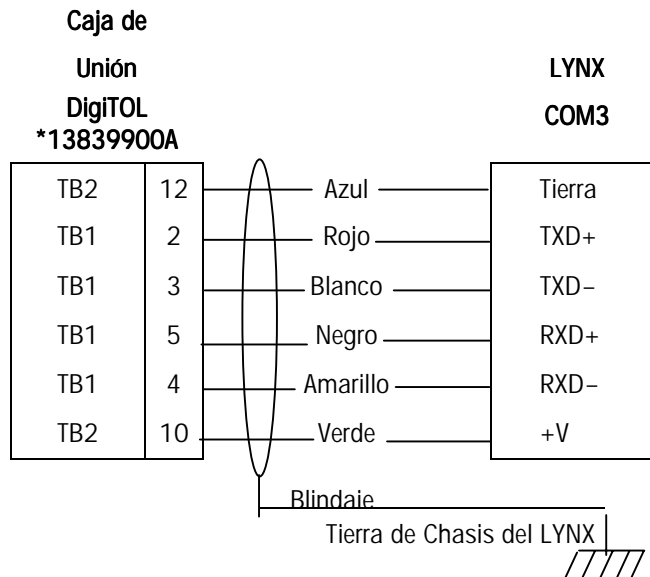 Caja de
Unión
DigiTOL
*13839900A
LYNX
COM3
TB2 12 Azul Tierra
TB1 2 Rojo TXD+
TB1 3 Blanco TXD–
TB1 5 Negro RXD+
TB1 4 Amarillo RXD–
TB2 10 Verde +V
Blindaje
Tierra de Chasis del LYNX